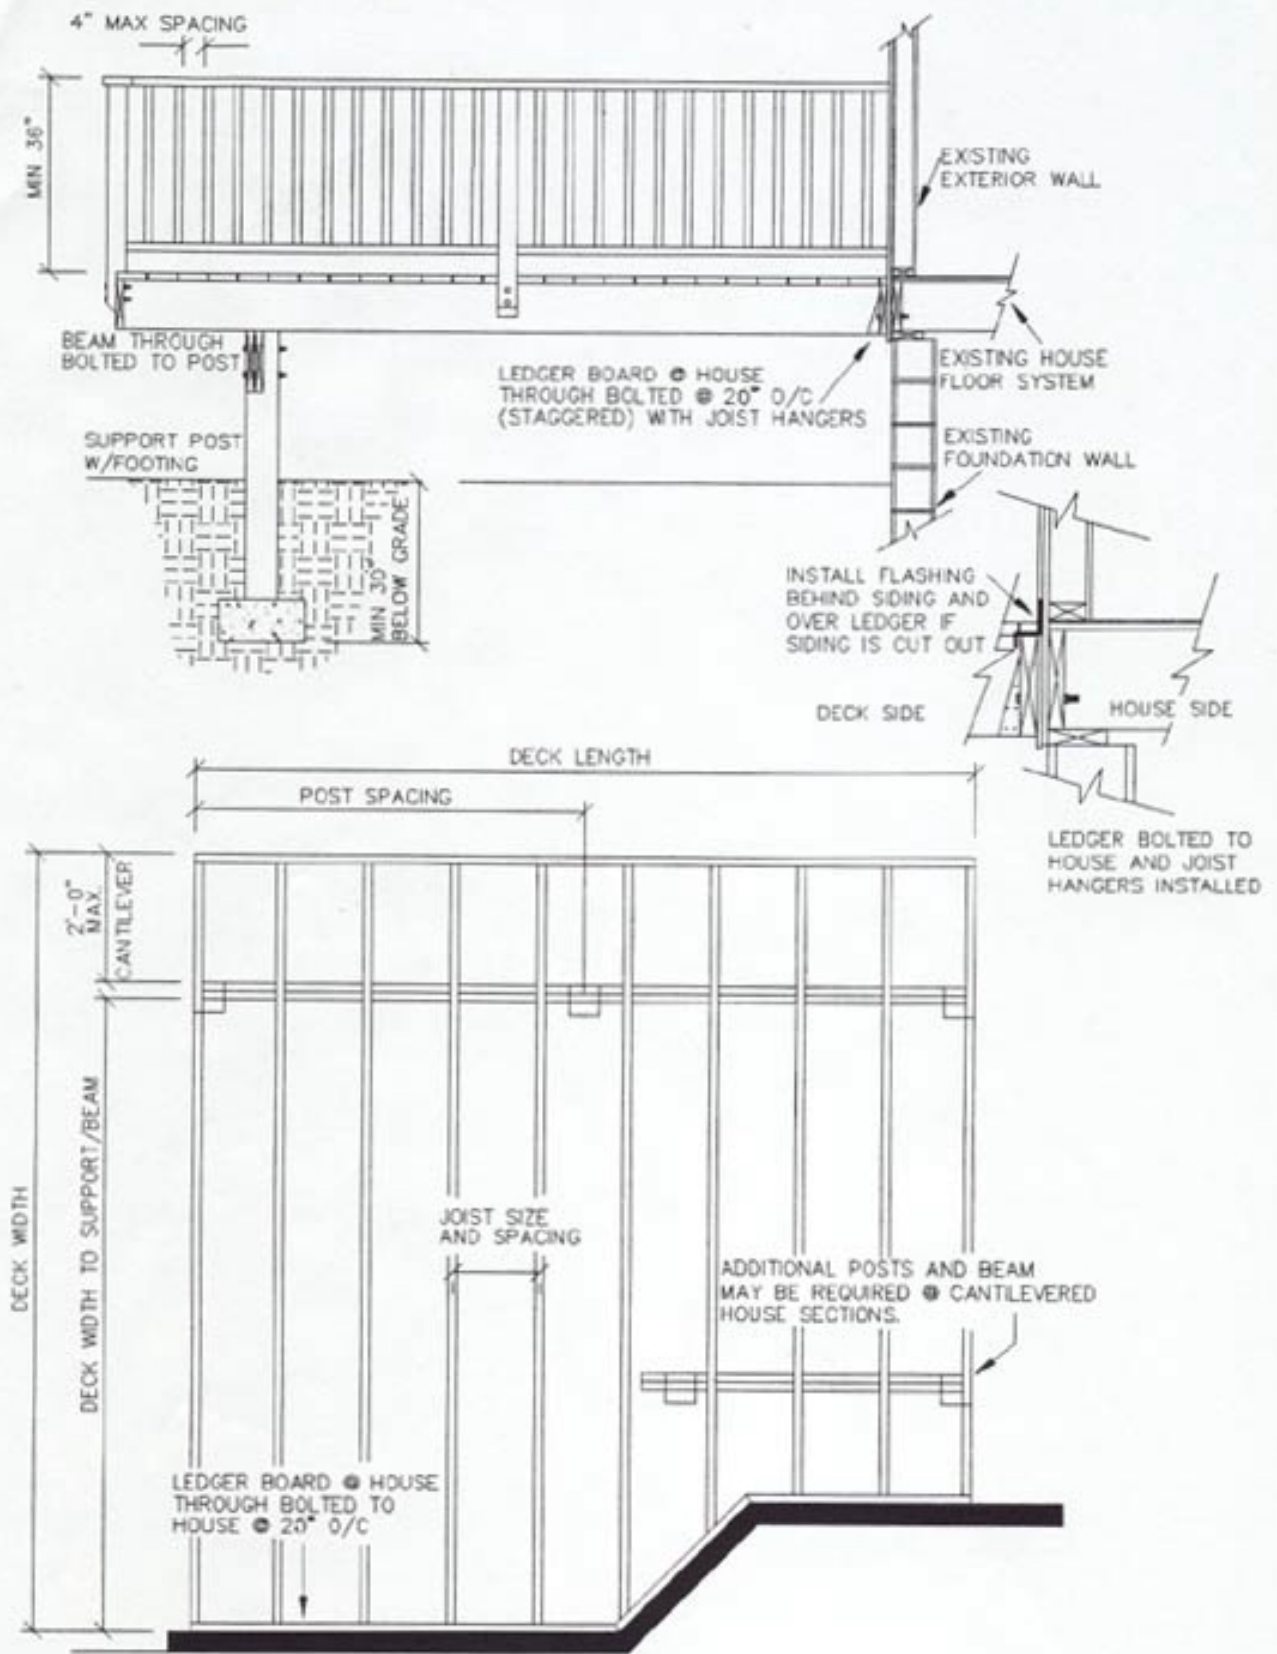 4" MAX SPACING
MIN 36"
EXISTING
EXTERIOR WALL
BEAM THROUGH
BOLTED TO POST
LEDGER BOARD @ HOUSE
THROUGH BOLTED @ 20" O/C
(STAGGERED) WITH JOIST HANGERS
EXISTING HOUSE
FLOOR SYSTEM
SUPPORT POST
W/FOOTING
EXISTING
FOUNDATION WALL
MIN 30"
BELOW GRADE
INSTALL FLASHING
BEHIND SIDING AND
OVER LEDGER IF
SIDING IS CUT OUT
DECK SIDE
HOUSE SIDE
LEDGER BOLTED TO
HOUSE AND JOIST
HANGERS INSTALLED
DECK LENGTH
POST SPACING
2'-0"
MAX.
CANTILEVER
DECK WIDTH
DECK WIDTH TO SUPPORT/BEAM
JOIST SIZE
AND SPACING
ADDITIONAL POSTS AND BEAM
MAY BE REQUIRED @ CANTILEVERED
HOUSE SECTIONS.
LEDGER BOARD @ HOUSE
THROUGH BOLTED TO
HOUSE @ 20" O/C